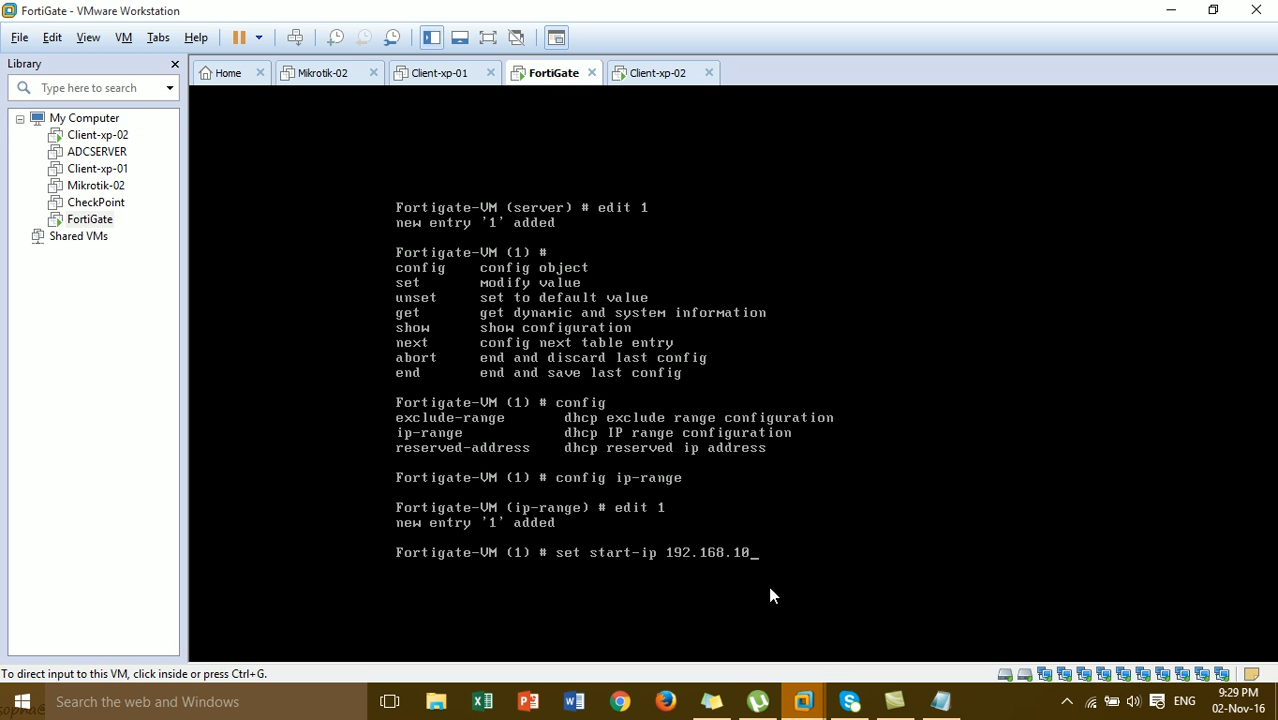 FortiGate - VMware Workstation
File Edit View VM Tabs Help
Library
Type here to search
My Computer
Client-xp-02
ADCSERVER
Client-xp-01
Mikrotik-02
CheckPoint
FortiGate
Shared VMs
Home Mikrotik-02 Client-xp-01 FortiGate Client-xp-02
Fortigate-VM (server) # edit 1
new entry '1' added
Fortigate-VM (1) #
config config object
set modify value
unset set to default value
get get dynamic and system information
show show configuration
next config next table entry
abort end and discard last config
end end and save last config
Fortigate-VM (1) # config
exclude-range dhcp exclude range configuration
ip-range dhcp IP range configuration
reserved-address dhcp reserved ip address
Fortigate-VM (1) # config ip-range
Fortigate-VM (ip-range) # edit 1
new entry '1' added
Fortigate-VM (1) # set start-ip 192.168.10_
To direct input to this VM, click inside or press Ctrl+G.
Search the web and Windows
ENG
9:29 PM
02-Nov-16